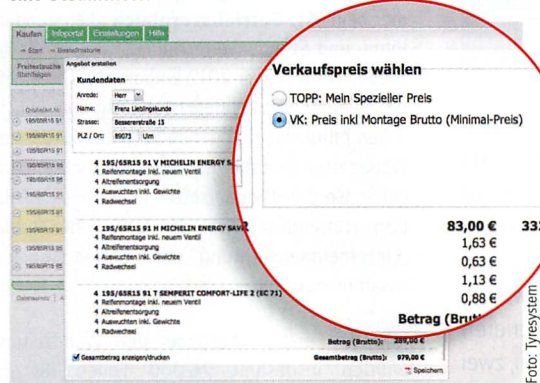 Kaufen Infoportal Einstellungen Hilfe
Start Bestellhistorie
Freitextsuche
Angebot erstellen
Kundendaten
Anrede: Herr
Name: Franz Lieblingskunde
Strasse: Bessererstraße 15
PLZ / Ort: 89073 Ulm
4 195/65R15 91 V MICHELIN ENERGY
4 Reifenmontage inkl. neuem Ventil
4 Altreifenentsorgung
4 Auswuchten inkl. Gewichte
4 Radwechsel
4 195/65R15 91 H MICHELIN ENERGY
4 Reifenmontage inkl. neuem Ventil
4 Altreifenentsorgung
4 Auswuchten inkl. Gewichte
4 Radwechsel
4 195/65R15 91 T SEMPERIT COMFORT-LIFE 2 (EC 71)
4 Reifenmontage inkl. neuem Ventil
4 Altreifenentsorgung
4 Auswuchten inkl. Gewichte
4 Radwechsel
Betrag (Brutto): 289,00 €
Gesamtbetrag anzeigen/drucken Gesamtbetrag (Brutto): 979,00 €
Speichern
Verkaufspreis wählen
TOPP: Mein Spezieller Preis
VK: Preis inkl Montage Brutto (Minimal-Preis)
83,00 €
1,63 €
0,63 €
1,13 €
0,88 €
Betrag
Foto: Tyresystem